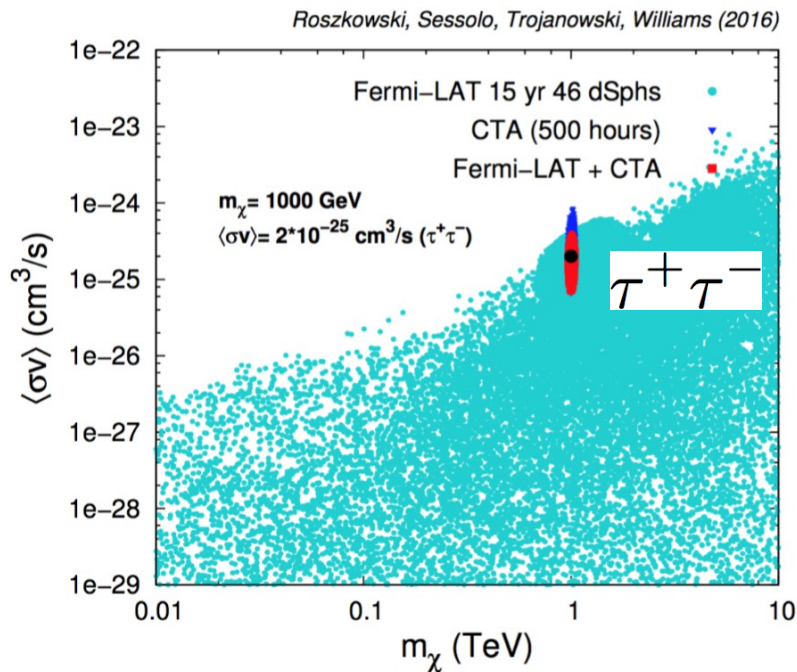 Roszkowski, Sessolo, Trojanowski, Williams (2016)
1e−22
Fermi−LAT 15 yr 46 dSphs
1e−23
CTA (500 hours)
Fermi−LAT + CTA
1e−24
mχ= 1000 GeV
⟨σv⟩= 2*10−25 cm3/s (τ+τ−)
τ+τ−
1e−25
⟨σv⟩ (cm3/s)
1e−26
1e−27
1e−28
1e−29
0.01 0.1 1 10
mχ (TeV)